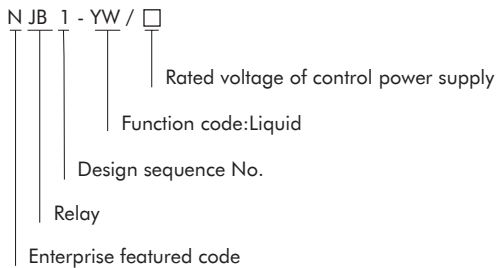 N JB 1 - YW / □
Rated voltage of control power supply
Function code:Liquid
Design sequence No.
Relay
Enterprise featured code